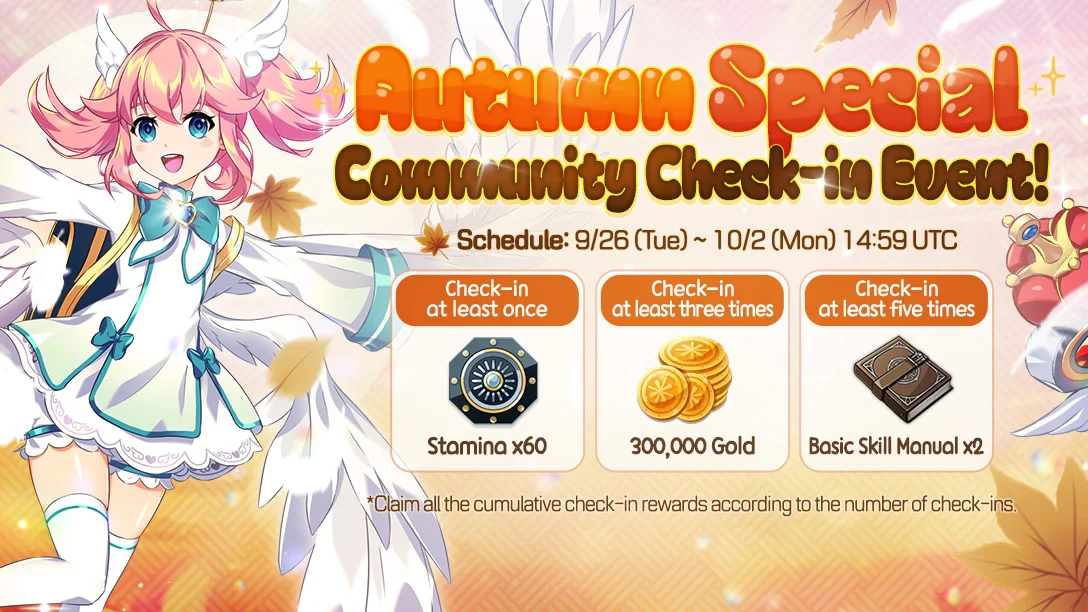 Autumn Special
Community Check-in Event!
Schedule: 9/26 (Tue) ~ 10/2 (Mon) 14:59 UTC
Check-in
at least once
Stamina x60
Check-in
at least three times
300,000 Gold
Check-in
at least five times
Basic Skill Manual x2
*Claim all the cumulative check-in rewards according to the number of check-ins.